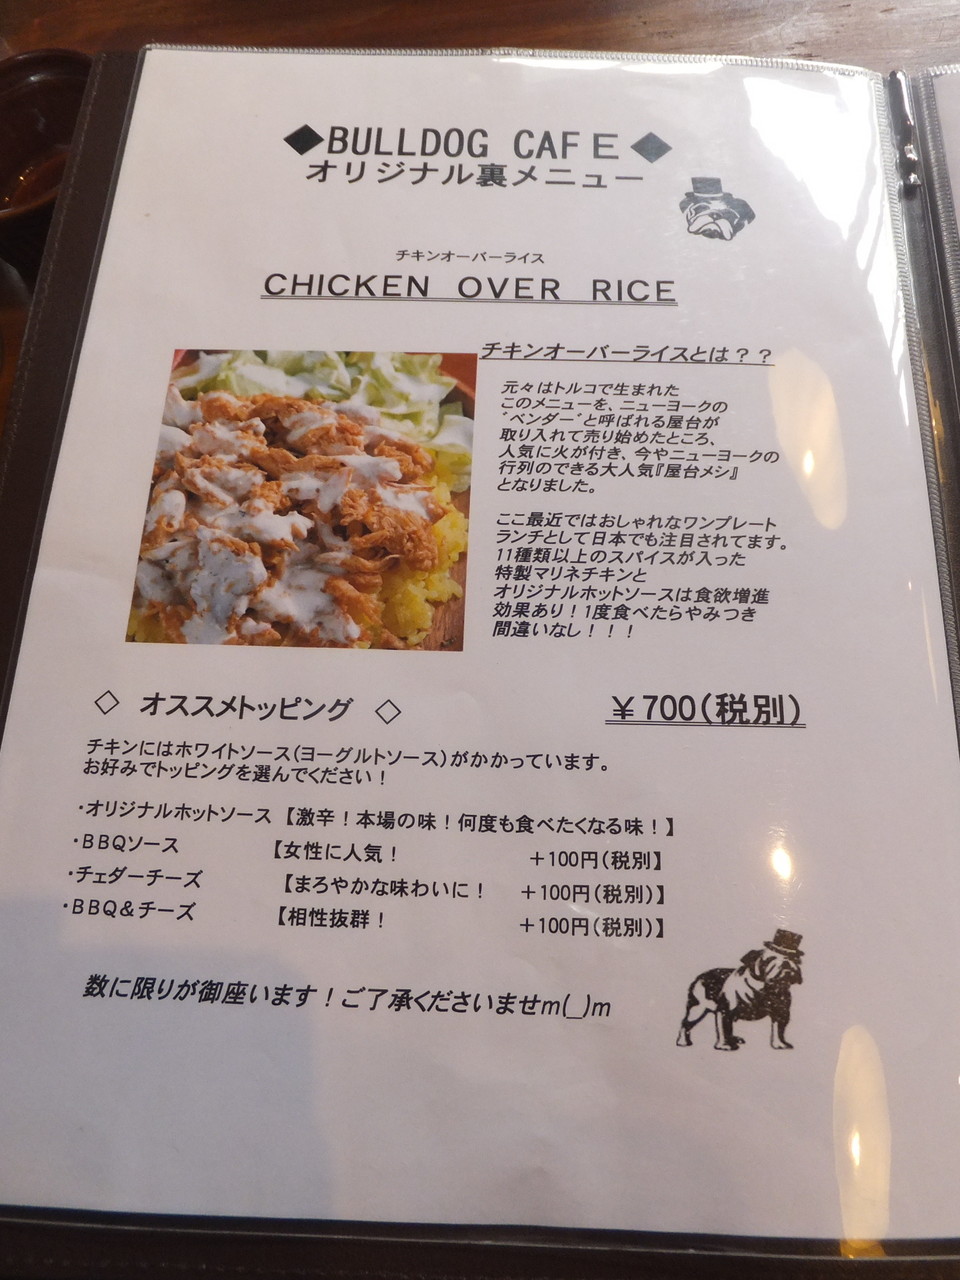 ◆BULLDOG CAFE◆
オリジナル裏メニュー
チキンオーバーライス
CHICKEN OVER RICE
チキンオーバーライスとは??
元々はトルコで生まれた
このメニューを、ニューヨークの
"ベンダー"と呼ばれる屋台が
取り入れて売り始めたところ、
人気に火が付き、今やニューヨークの
行列のできる大人気『屋台メシ』
となりました。
ここ最近ではおしゃれなワンプレート
ランチとして日本でも注目されてます。
11種類以上のスパイスが入った
特製マリネチキンと
オリジナルホットソースは食欲増進
効果あり!1度食べたらやみつき
間違いなし!!!
◇ オススメトッピング ◇
¥700(税別)
チキンにはホワイトソース(ヨーグルトソース)がかかっています。
お好みでトッピングを選んでください!
・オリジナルホットソース 【激辛!本場の味!何度も食べたくなる味!】
・BBQソース 【女性に人気! +100円(税別】
・チェダーチーズ 【まろやかな味わいに! +100円(税別)】
・BBQ&チーズ 【相性抜群! +100円(税別)】
数に限りが御座います!ご了承くださいませm(_)m